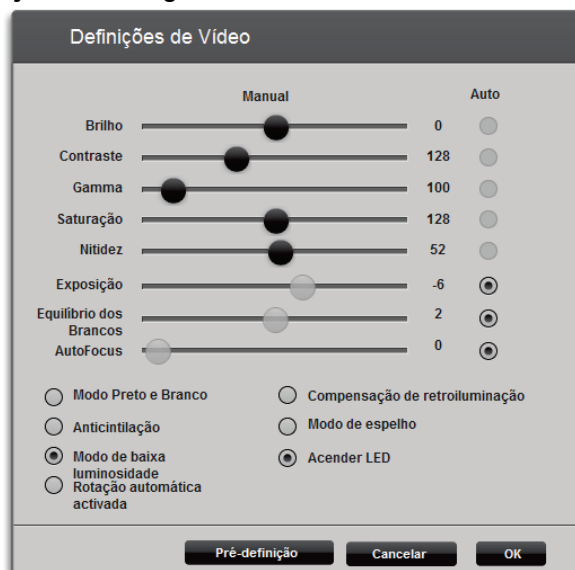 Definições de Vídeo
Manual Auto
Brilho 0
Contraste 128
Gamma 100
Saturação 128
Nitidez 52
Exposição -6
Equilíbrio dos
Brancos 2
AutoFocus 0
Modo Preto e Branco
Compensação de retroiluminação
Anticintilação
Modo de espelho
Modo de baixa
luminosidade
Acender LED
Rotação automática
activada
Pré-definição Cancelar OK